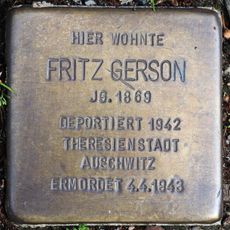 HIER WOHNTE
FRITZ GERSON
JG. 1869
DEPORTIERT 1942
THERESIENSTADT
AUSCHWITZ
ERMORDET 4.4.1943